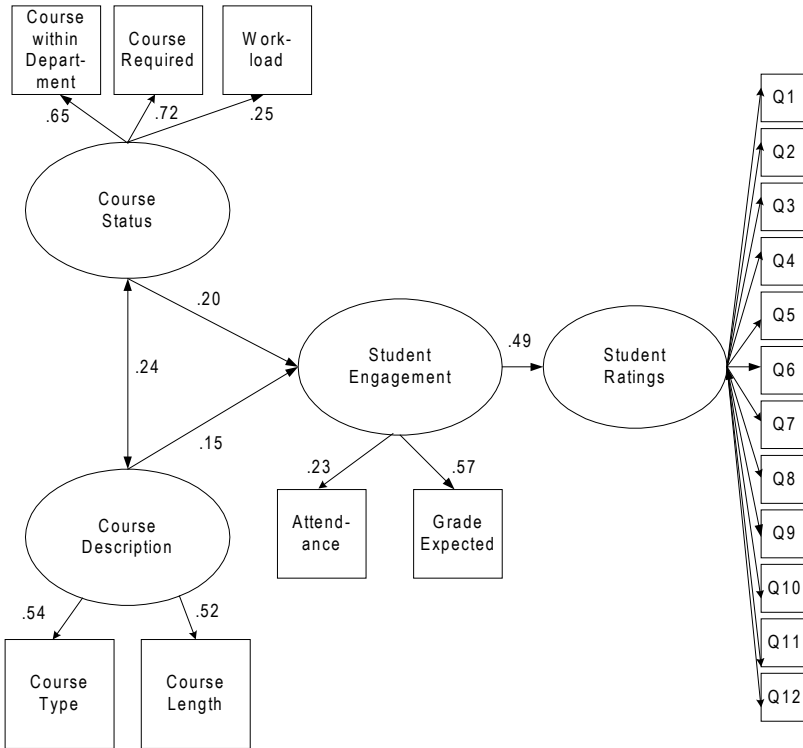 Course
within
Depart-
ment
Course
Required
Work-
load
.65
.72
.25
Course
Status
.20
.24
.15
Student
Engagement
.49
Student
Ratings
.23
.57
Attend-
ance
Grade
Expected
Course
Description
.54
.52
Course
Type
Course
Length
Q1
Q2
Q3
Q4
Q5
Q6
Q7
Q8
Q9
Q10
Q11
Q12